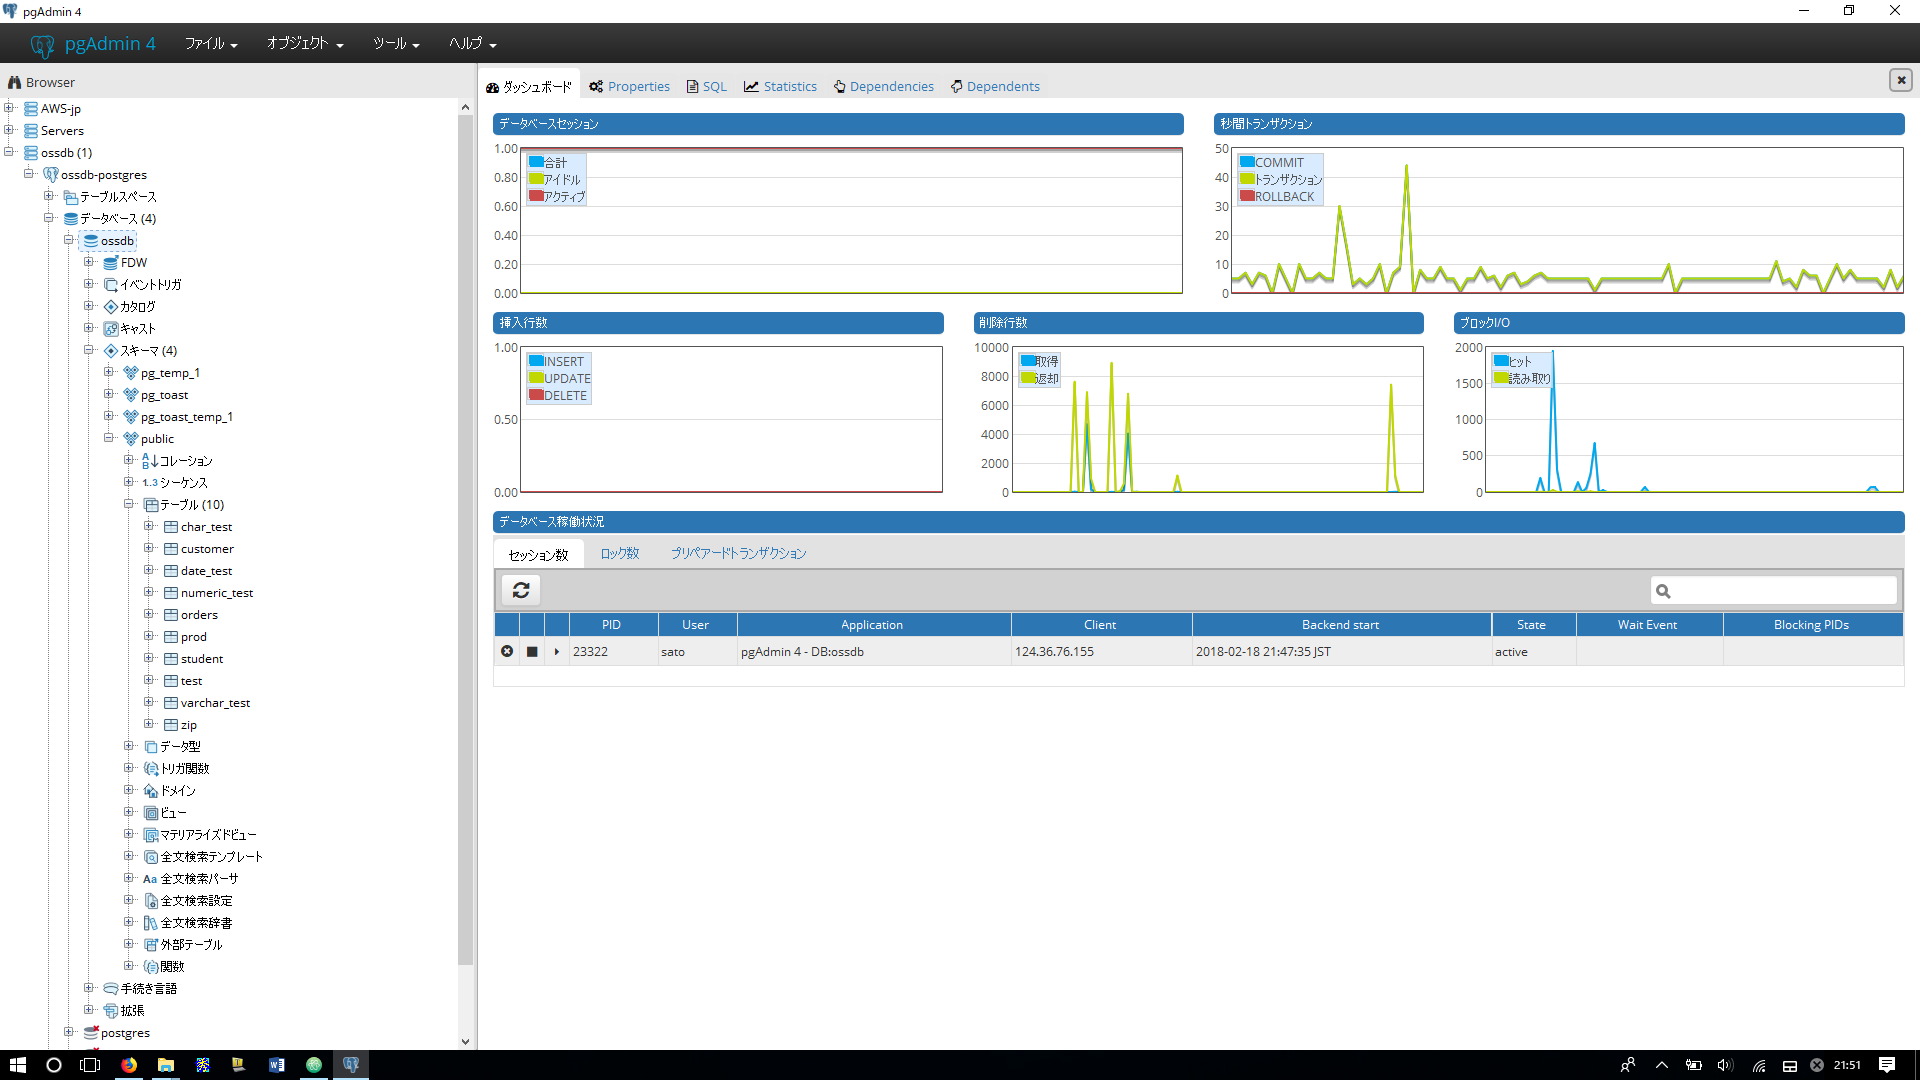 pgAdmin 4
pgAdmin 4 ファイル オブジェクト ツール ヘルプ
Browser
AWS-jp
Servers
ossdb (1)
ossdb-postgres
テーブルスペース
データベース (4)
ossdb
FDW
イベントトリガ
カタログ
キャスト
スキーマ (4)
pg_temp_1
pg_toast
pg_toast_temp_1
public
コレーション
1..3 シーケンス
テーブル (10)
char_test
customer
date_test
numeric_test
orders
prod
student
test
varchar_test
zip
データ型
トリガ関数
ドメイン
ビュー
マテリアライズドビュー
全文検索テンプレート
Aa 全文検索パーサ
全文検索設定
全文検索辞書
外部テーブル
関数
手続き言語
拡張
postgres
ダッシュボード Properties SQL Statistics Dependencies Dependents
データベースセッション
1.00
0.80
0.60
0.40
0.20
0.00
合計
アイドル
アクティブ
秒間トランザクション
50
40
30
20
10
0
COMMIT
トランザクション
ROLLBACK
挿入行数
1.00
0.50
0.00
INSERT
UPDATE
DELETE
削除行数
10000
8000
6000
4000
2000
0
取得
返却
ブロックI/O
2000
1500
1000
500
0
ヒット
読み取り
データベース稼働状況
セッション数 ロック数 プリペアードトランザクション
PID User Application Client Backend start State Wait Event Blocking PIDs
23322 sato pgAdmin 4 - DB:ossdb 124.36.76.155 2018-02-18 21:47:35 JST active
21:51